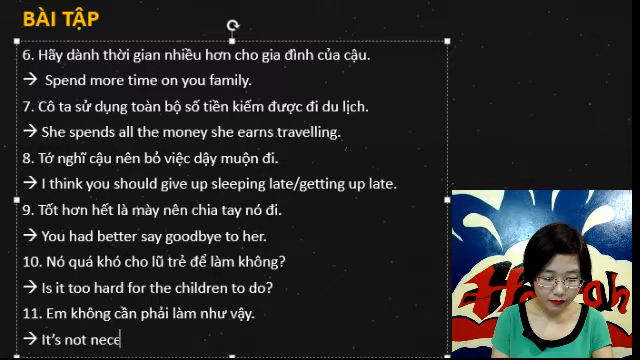 BÀI TẬP
6. Hãy dành thời gian nhiều hơn cho gia đình của cậu.
→ Spend more time on you family.
7. Cô ta sử dụng toàn bộ số tiền kiếm được đi du lịch.
→ She spends all the money she earns travelling.
8. Tớ nghĩ cậu nên bỏ việc dậy muộn đi.
→ I think you should give up sleeping late/getting up late.
9. Tốt hơn hết là mày nên chia tay nó đi.
→ You had better say goodbye to her.
10. Nó quá khó cho lũ trẻ để làm không?
→ Is it too hard for the children to do?
11. Em không cần phải làm như vậy.
→ It's not nece